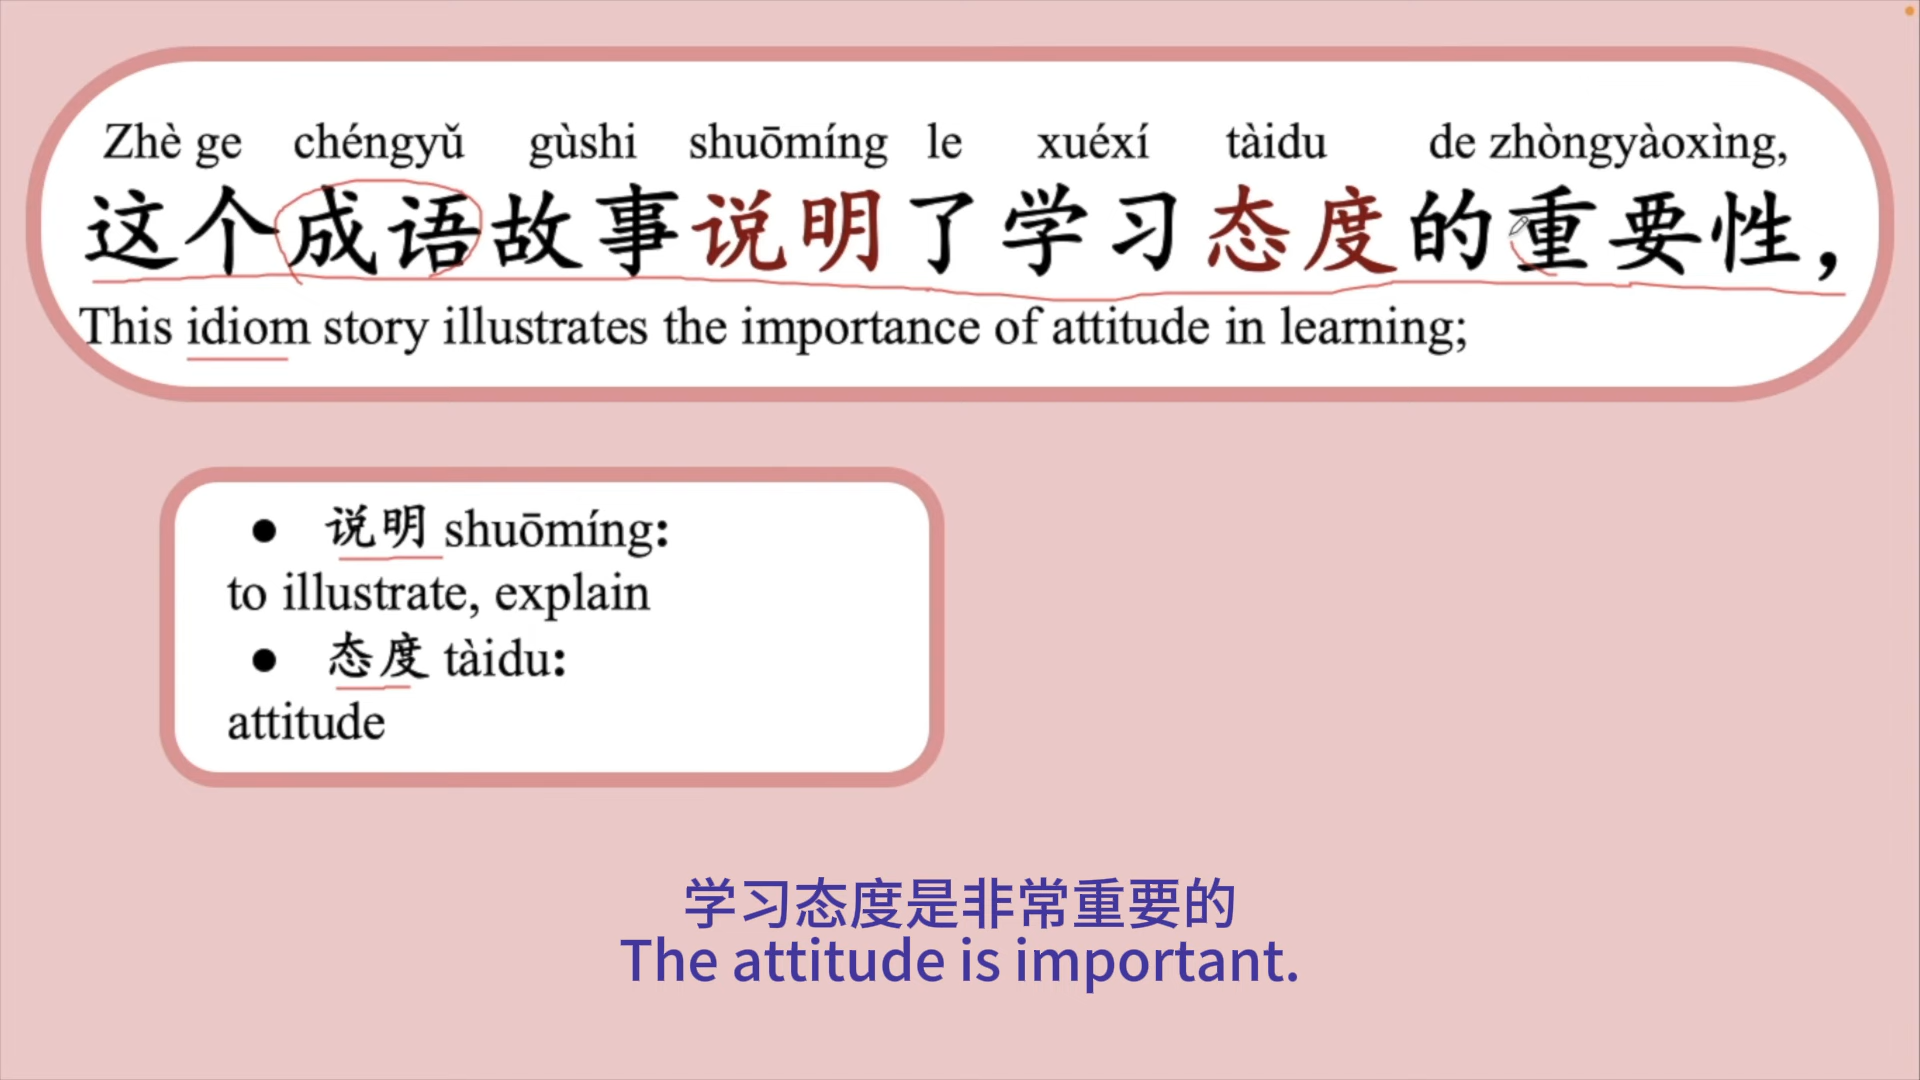 Zhè ge chéngyǔ gùshi shuōmíng le xuéxí tàidu de zhòngyàoxìng,
这个成语故事说明了学习态度的重要性，
This idiom story illustrates the importance of attitude in learning;
● 说明 shuōmíng:
to illustrate, explain
● 态度 tàidu:
attitude
学习态度是非常重要的
The attitude is important.